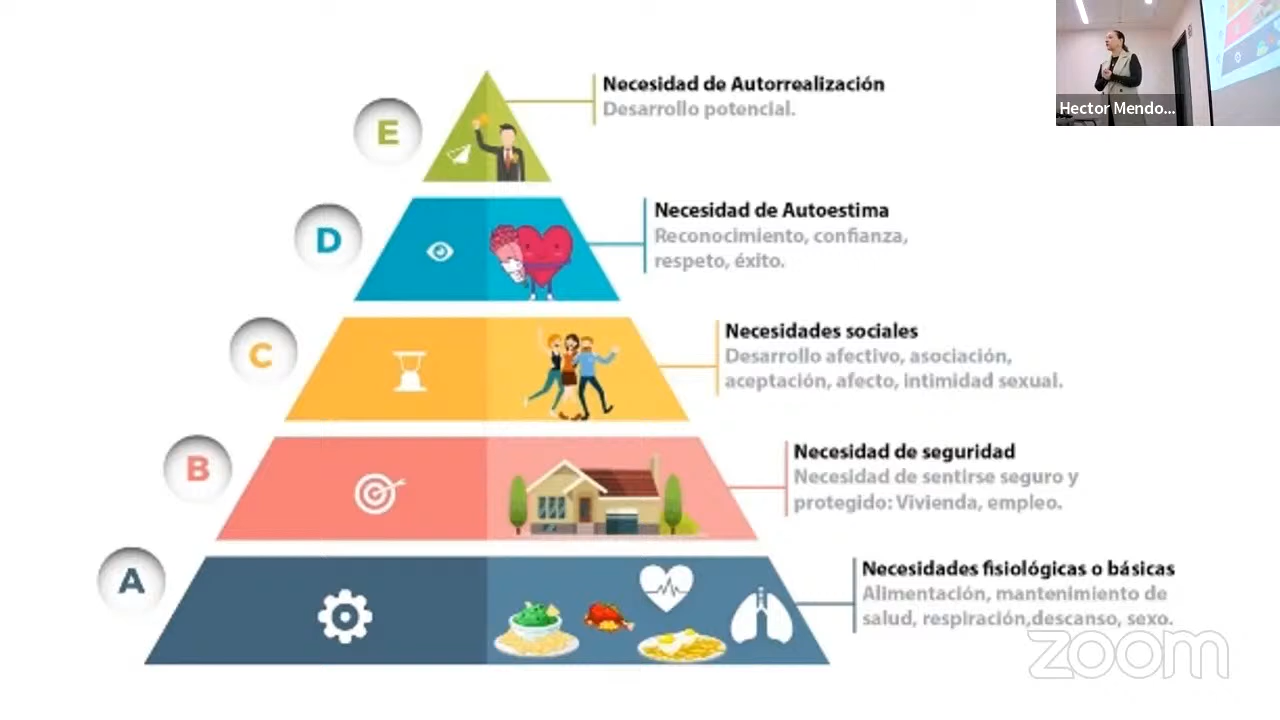 Hector Mendo...
E
Necesidad de Autorrealización
Desarrollo potencial.
D
Necesidad de Autoestima
Reconocimiento, confianza,
respeto, éxito.
C
Necesidades sociales
Desarrollo afectivo, asociación,
aceptación, afecto, intimidad sexual.
B
Necesidad de seguridad
Necesidad de sentirse seguro y
protegido: Vivienda, empleo.
A
Necesidades fisiológicas o básicas
Alimentación, mantenimiento de
salud, respiración,descanso, sexo.
zoom